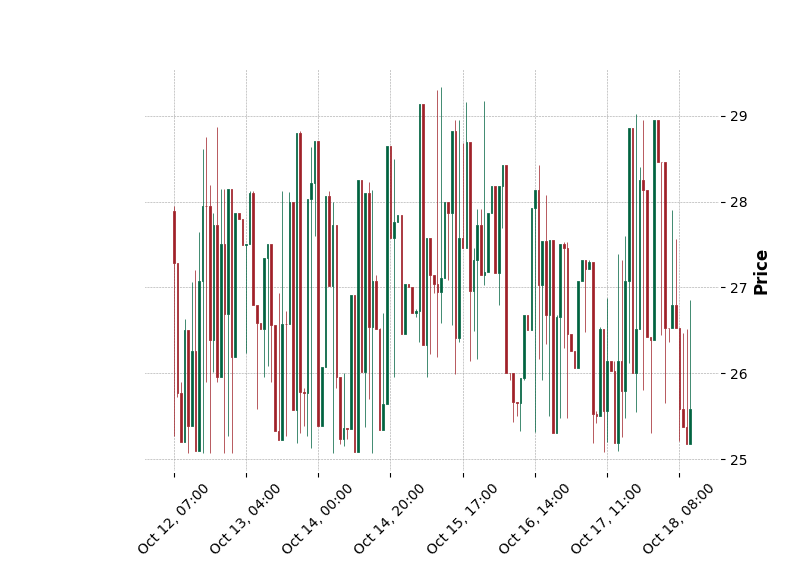 29
28
27
26
25
Price
Oct 12, 07:00
Oct 13, 04:00
Oct 14, 00:00
Oct 14, 20:00
Oct 15, 17:00
Oct 16, 14:00
Oct 17, 11:00
Oct 18, 08:00